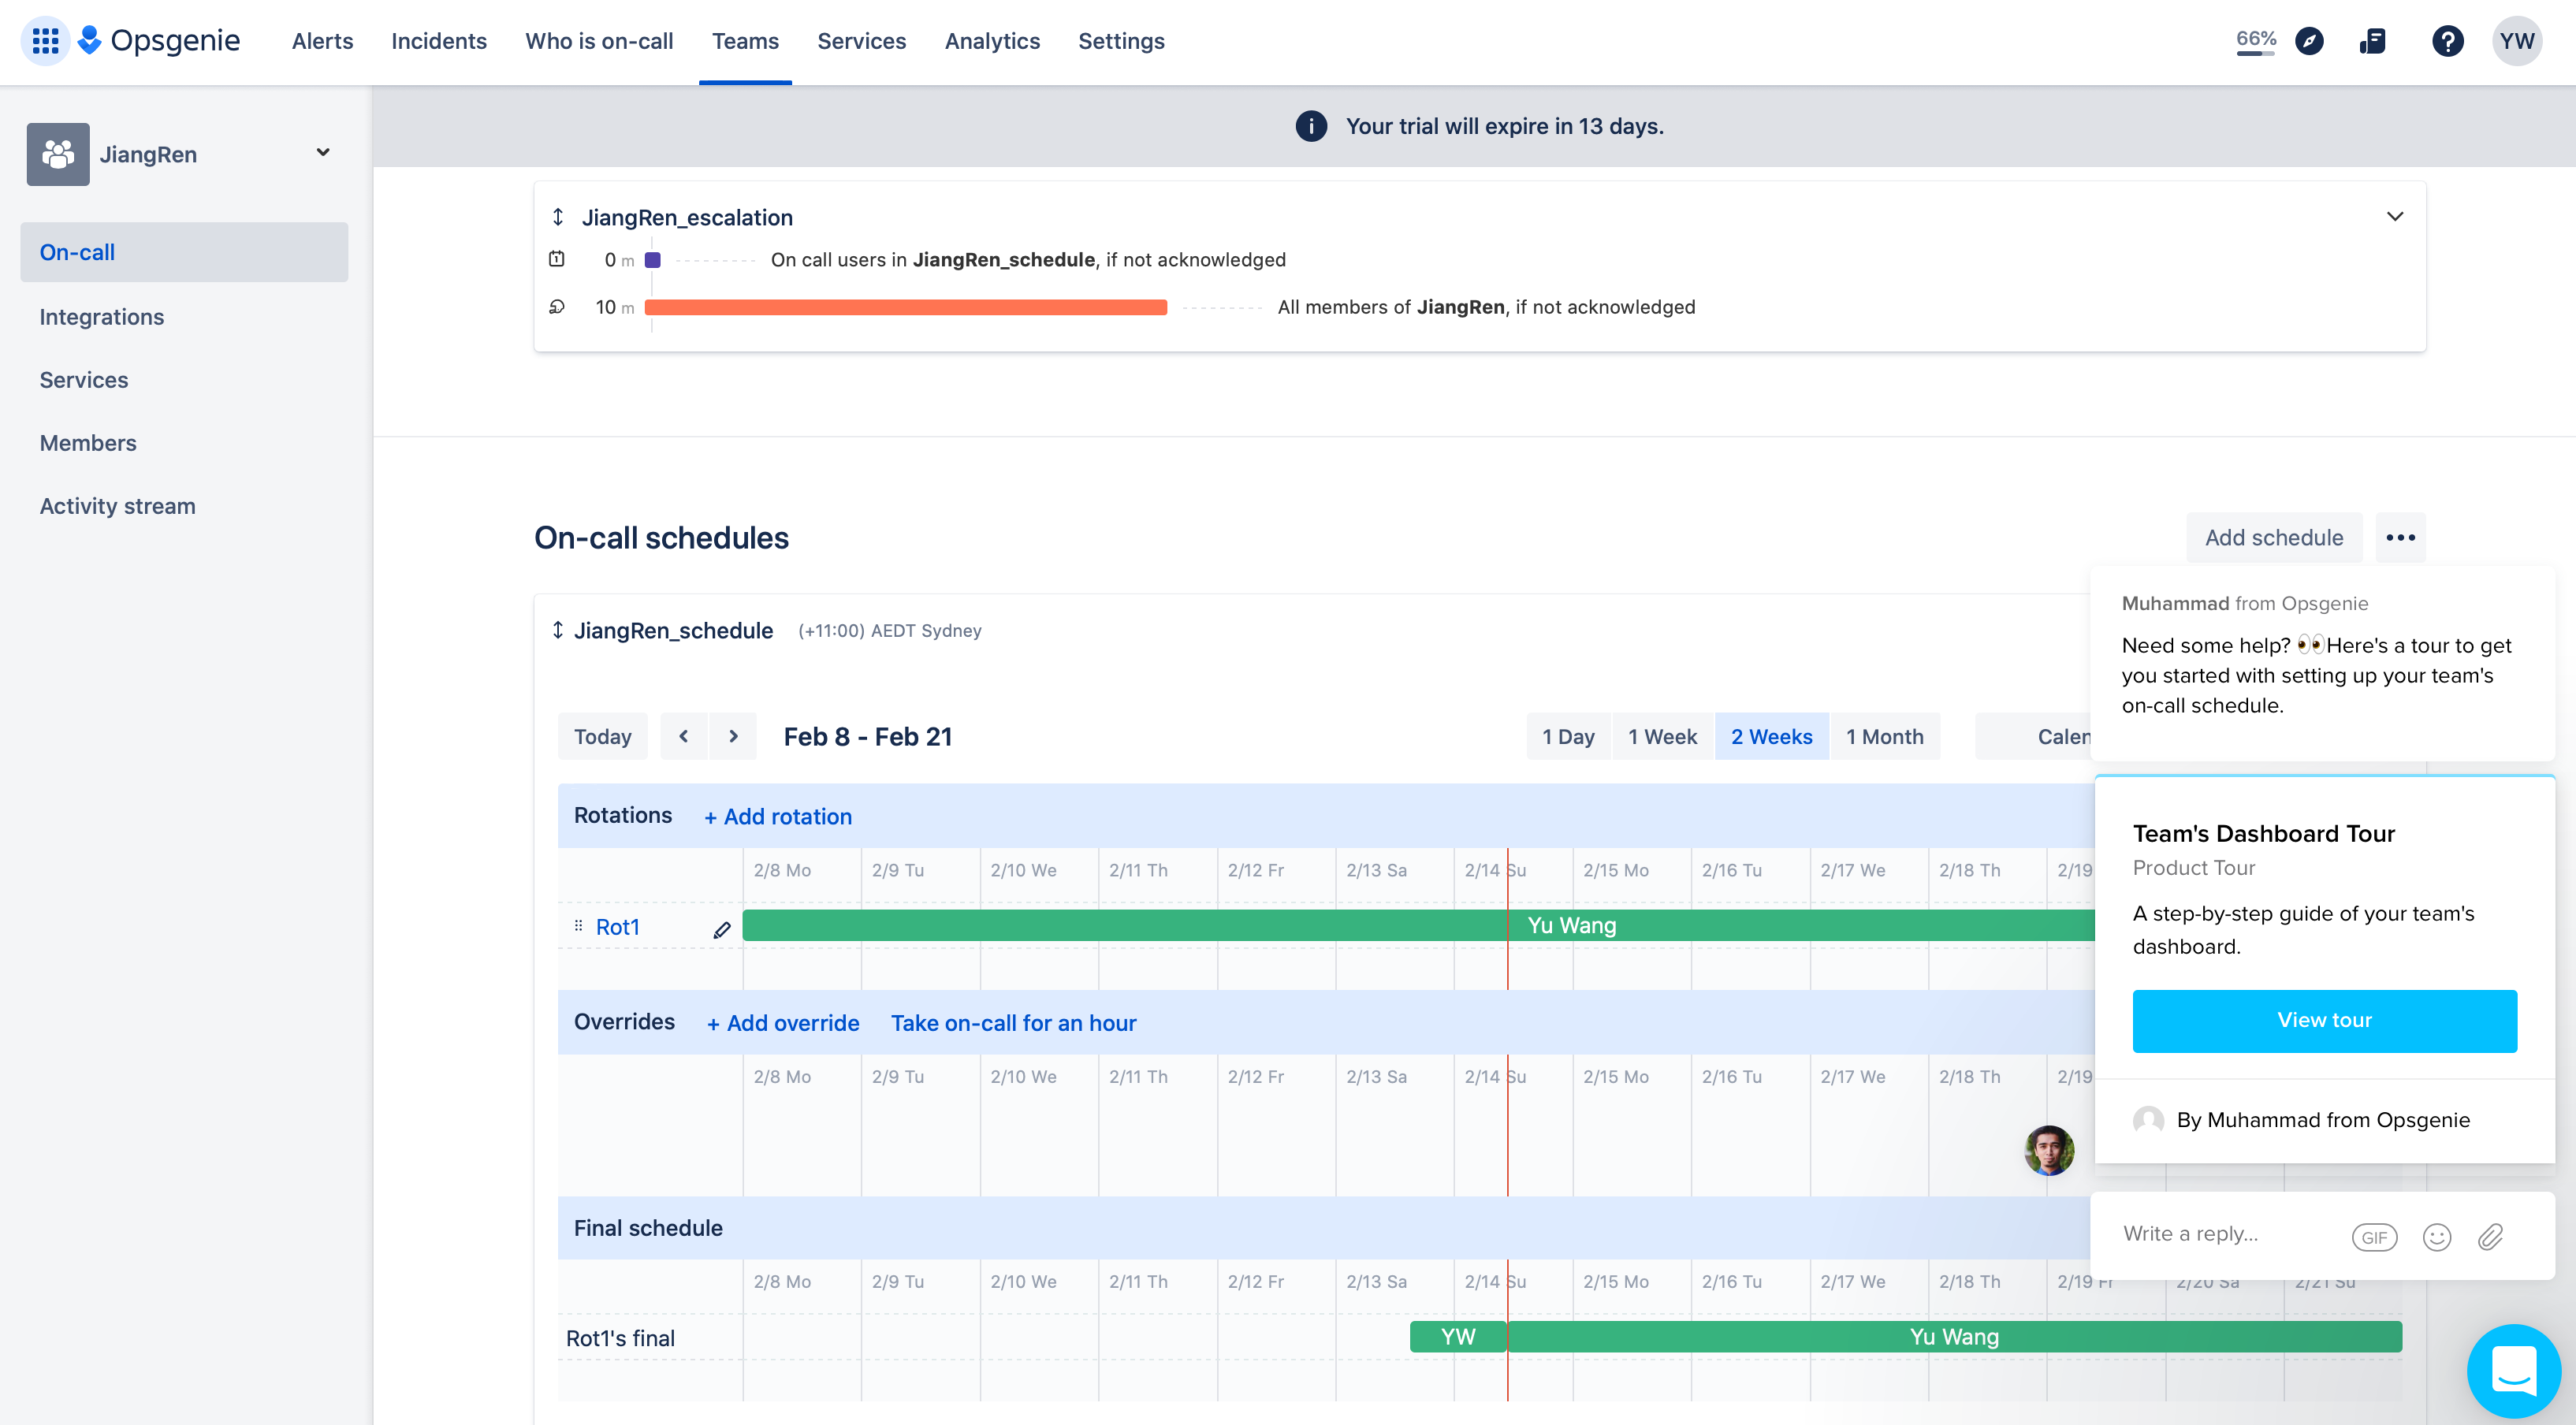 Opsgenie
Alerts
Incidents
Who is on-call
Teams
Services
Analytics
Settings
66%
YW
Your trial will expire in 13 days.
JiangRen
On-call
Integrations
Services
Members
Activity stream
JiangRen_escalation
0 m On call users in JiangRen_schedule, if not acknowledged
10 m All members of JiangRen, if not acknowledged
On-call schedules
Add schedule
JiangRen_schedule (+11:00) AEDT Sydney
Today
Feb 8 - Feb 21
1 Day
1 Week
2 Weeks
1 Month
Calen
Rotations + Add rotation
2/8 Mo 2/9 Tu 2/10 We 2/11 Th 2/12 Fr 2/13 Sa 2/14 Su 2/15 Mo 2/16 Tu 2/17 We 2/18 Th 2/19
Rot1 Yu Wang
Overrides + Add override Take on-call for an hour
2/8 Mo 2/9 Tu 2/10 We 2/11 Th 2/12 Fr 2/13 Sa 2/14 Su 2/15 Mo 2/16 Tu 2/17 We 2/18 Th 2/19
Final schedule
2/8 Mo 2/9 Tu 2/10 We 2/11 Th 2/12 Fr 2/13 Sa 2/14 Su 2/15 Mo 2/16 Tu 2/17 We 2/18 Th 2/19 Fr 2/20 Sa 2/21 Su
Rot1's final YW Yu Wang
Muhammad from Opsgenie
Need some help? 👀Here's a tour to get
you started with setting up your team's
on-call schedule.
Team's Dashboard Tour
Product Tour
A step-by-step guide of your team's
dashboard.
View tour
By Muhammad from Opsgenie
Write a reply...
GIF